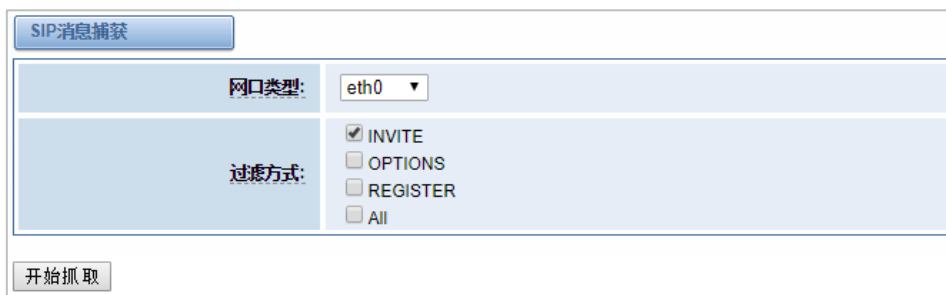 SIP消息捕获
网口类型:
eth0
过滤方式:
INVITE
OPTIONS
REGISTER
All
开始抓取